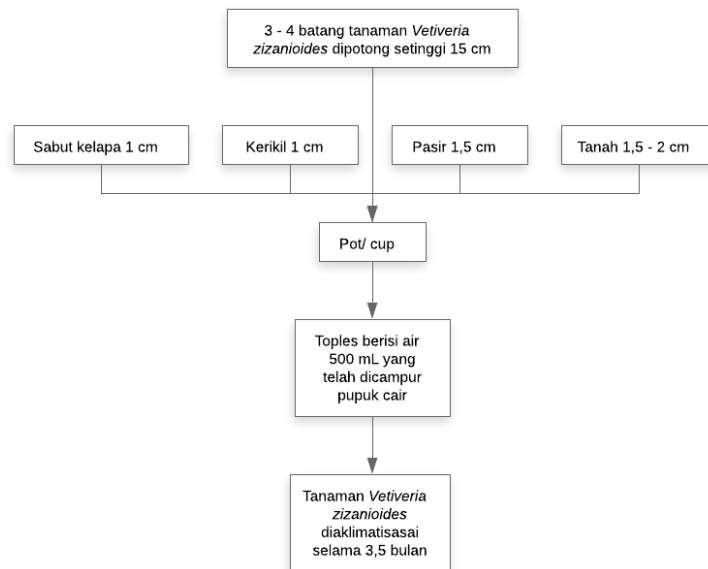 3 - 4 batang tanaman Vetiveria
zizanioides dipotong setinggi 15 cm
Sabut kelapa 1 cm
Kerikil 1 cm
Pasir 1,5 cm
Tanah 1,5 - 2 cm
Pot/ cup
Toples berisi air
500 mL yang
telah dicampur
pupuk cair
Tanaman Vetiveria
zizanioides
diaklimatisasai
selama 3,5 bulan